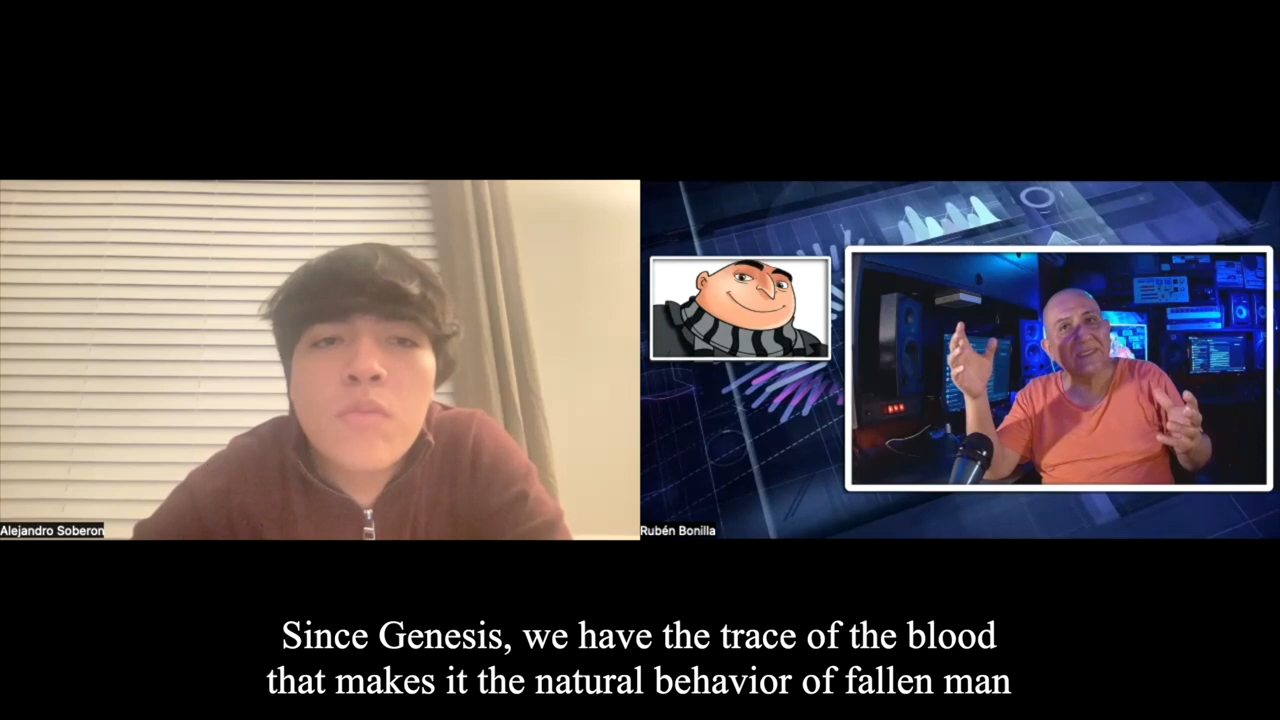 Alejandro Soberon
Rubén Bonilla
Since Genesis, we have the trace of the blood
that makes it the natural behavior of fallen man